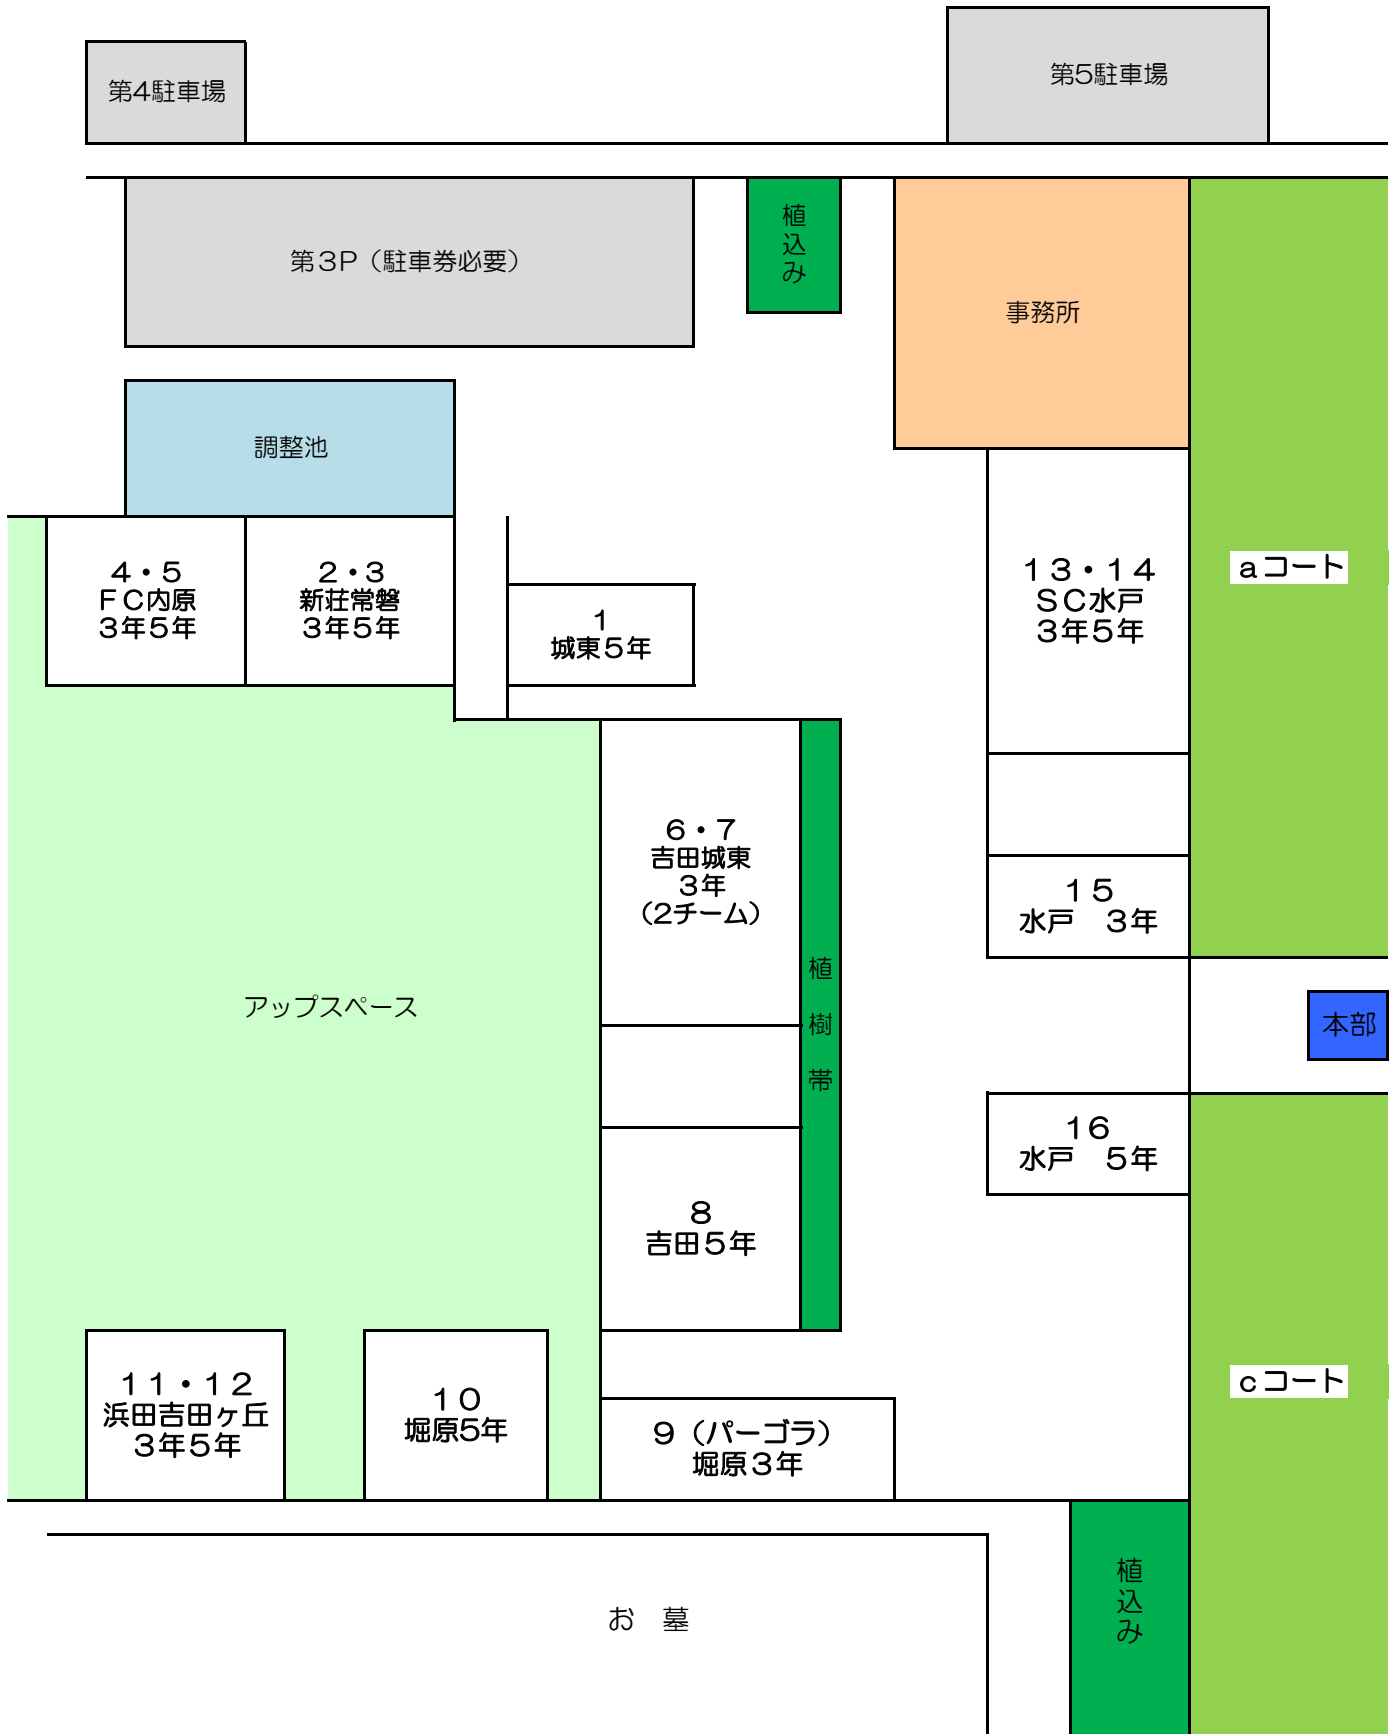 第4駐車場
第5駐車場
第３P（駐車券必要）
植
込
み
事務所
調整池
４・５
ＦＣ内原
３年５年
２・３
新荘常磐
３年５年
１
城東５年
１３・１４
ＳＣ水戸
３年５年
aコート
６・７
吉田城東
３年
（２チーム）
１５
水戸　３年
植
樹
帯
アップスペース
本部
１６
水戸　５年
８
吉田５年
１１・１２
浜田吉田ヶ丘
３年５年
１０
堀原5年
９（パーゴラ）
堀原３年
cコート
植
込
み
お　墓